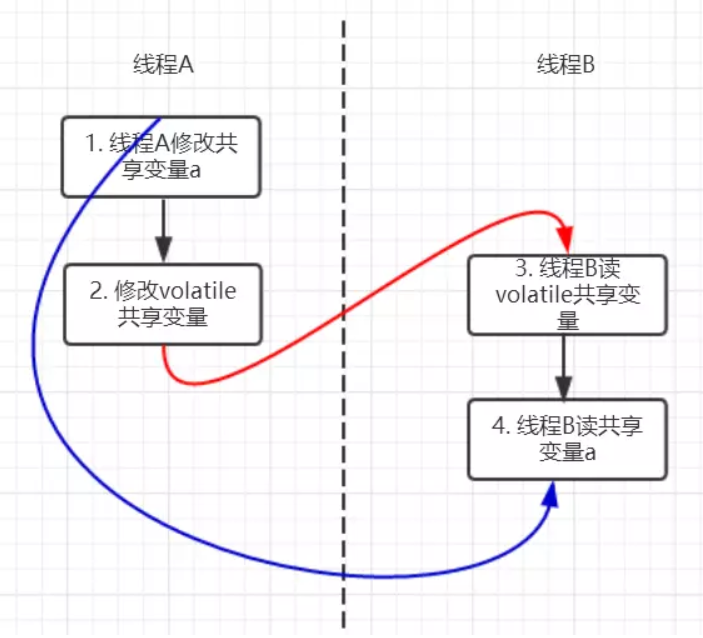 线程A
线程B
1. 线程A修改共
享变量a
2. 修改volatile
共享变量
3. 线程B读
volatile共享变
量
4. 线程B读共享
变量a